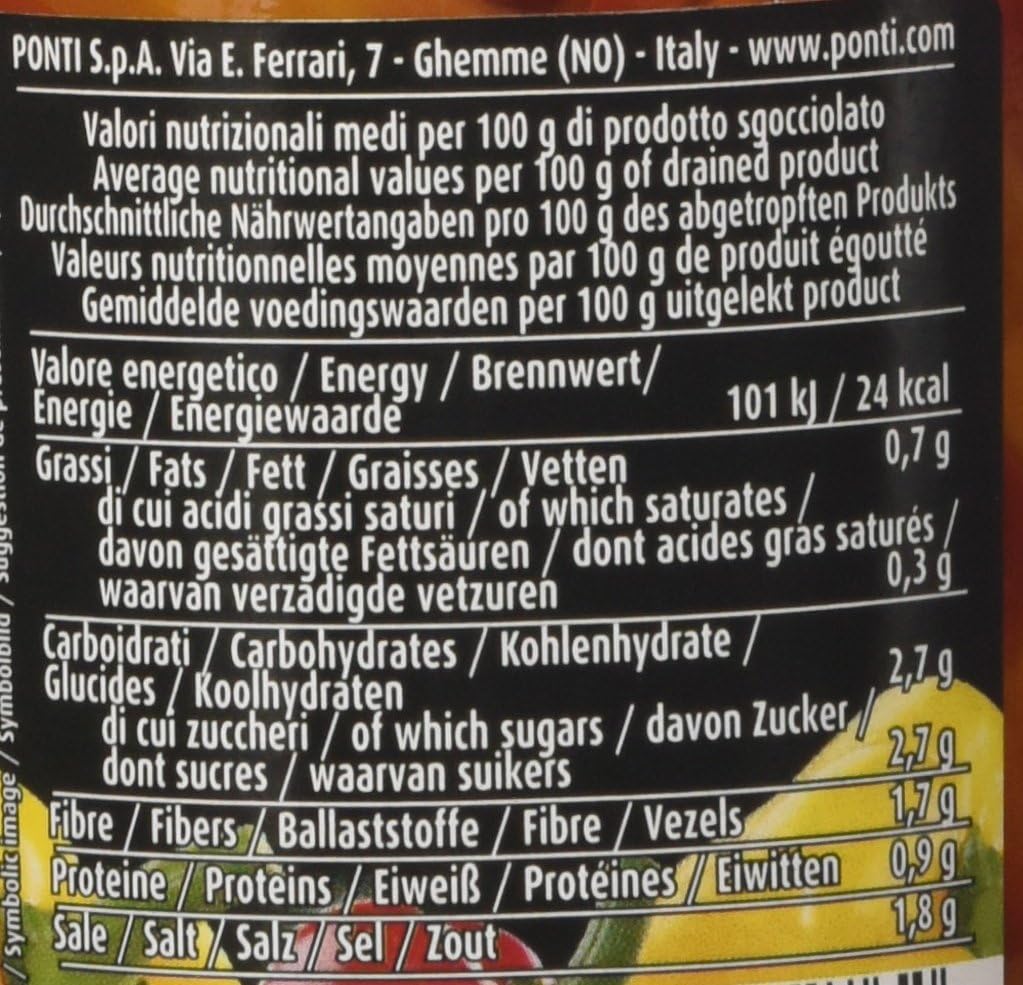 PONTI S.p.A. Via E. Ferrari, 7 - Ghemme (NO) - Italy - www.ponti.com
Valori nutrizionali medi per 100 g di prodotto sgocciolato
Average nutritional values per 100 g of drained product
Durchschnittliche Nährwertangaben pro 100 g des abgetropften Produkts
Valeurs nutritionnelles moyennes par 100 g de produit égoutté
Gemiddelde voedingswaarden per 100 g uitgelekt product
Valore energetico / Energy / Brennwert/
Energie / Energiewaarde 101 kJ / 24 kcal
Grassi / Fats / Fett / Graisses / Vetten 0,7 g
di cui acidi grassi saturi / of which saturates /
davon gesättigte Fettsäuren / dont acides gras saturés /
waarvan verzadigde vetzuren 0,3 g
Carboidrati / Carbohydrates / Kohlenhydrate /
Glucides / Koolhydraten 2,7 g
di cui zuccheri / of which sugars / davon Zucker /
dont sucres / waarvan suikers 2,7 g
Fibre / Fibers / Ballaststoffe / Fibre / Vezels 1,7 g
Proteine / Proteins / Eiweiß / Protéines / Eiwitten 0,9 g
Sale / Salt / Salz / Sel / Zout 1,8 g
/ Symbolic image / Symbolbild / Suggestion de